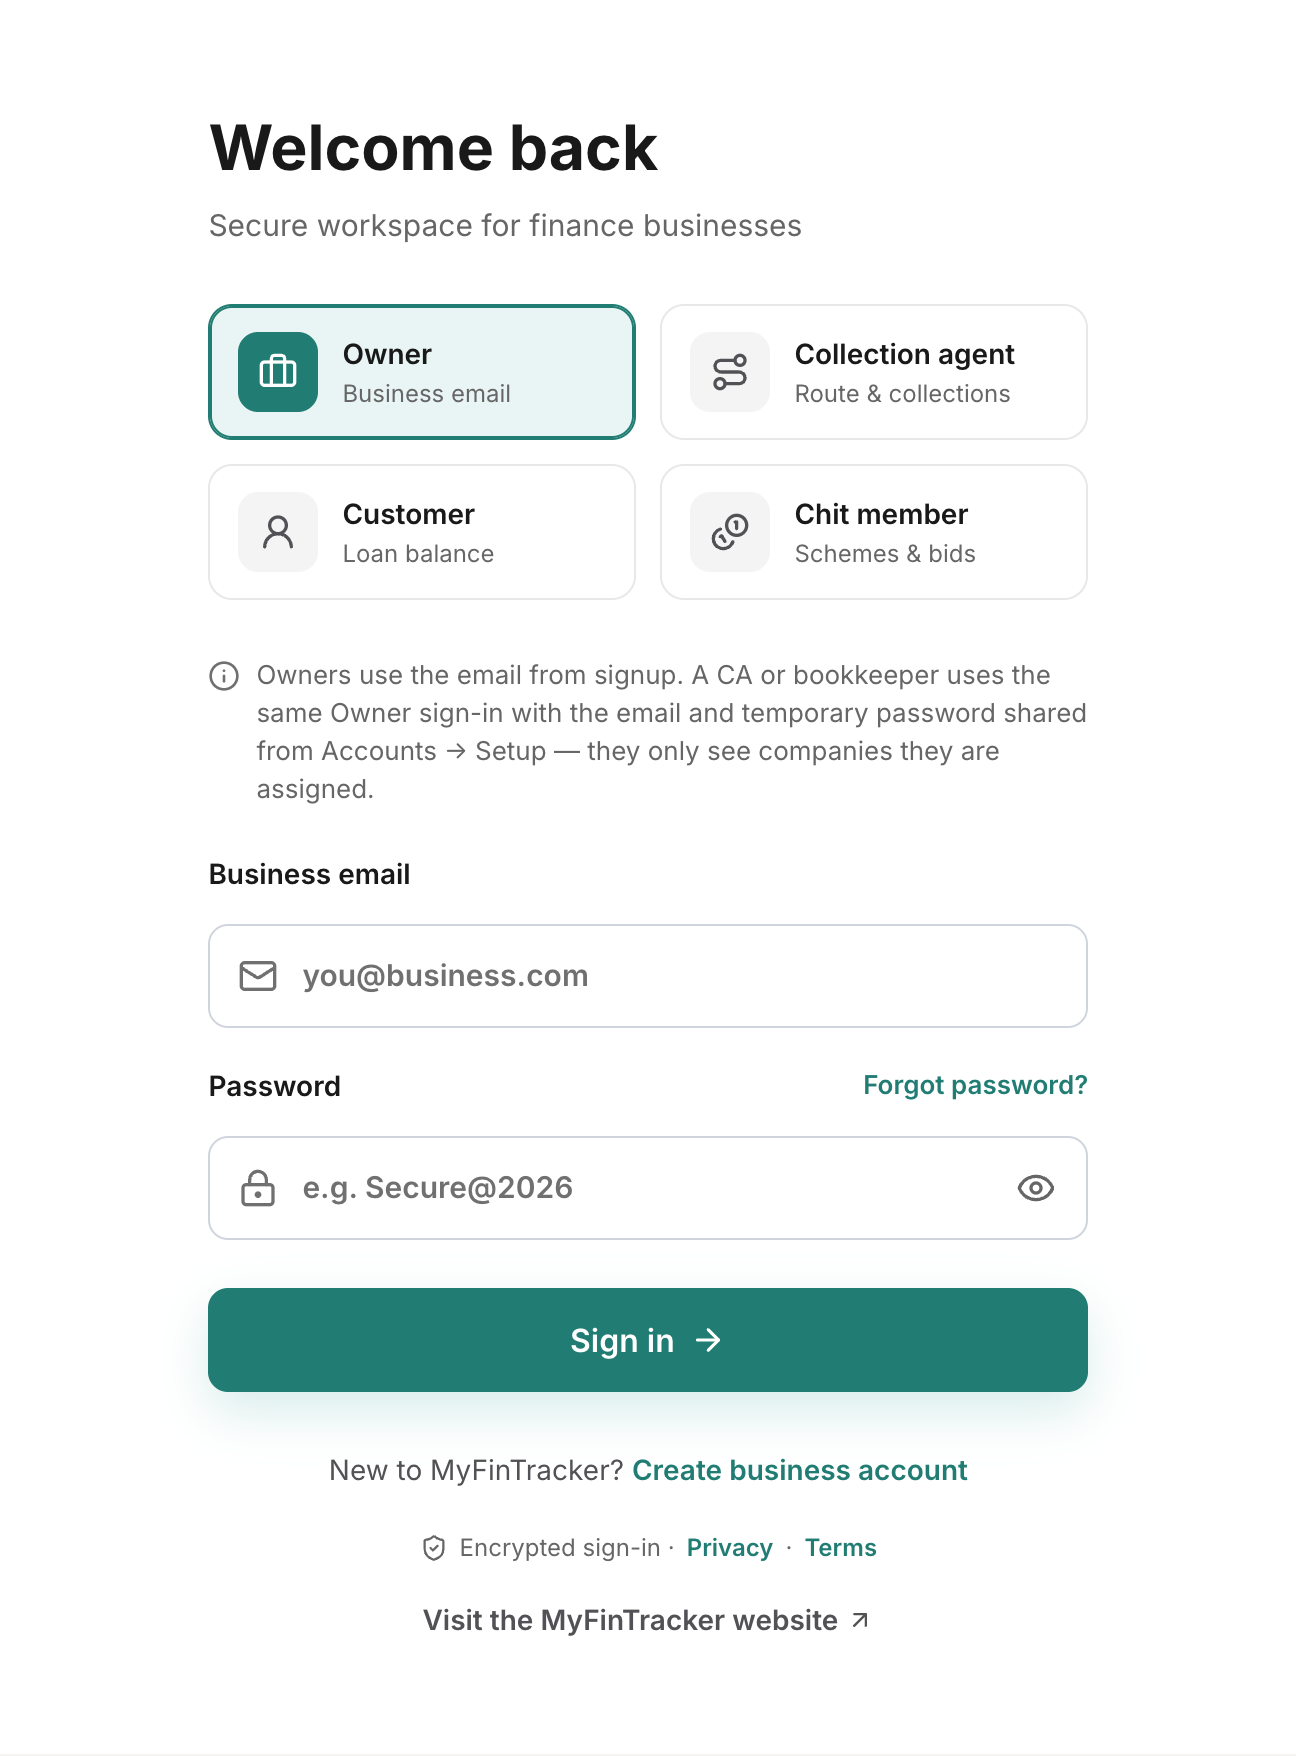 Welcome back
Secure workspace for finance businesses
Owner
Business email
Collection agent
Route & collections
Customer
Loan balance
Chit member
Schemes & bids
Owners use the email from signup. A CA or bookkeeper uses the
same Owner sign-in with the email and temporary password shared
from Accounts → Setup — they only see companies they are
assigned.
Business email
you@business.com
Password
Forgot password?
e.g. Secure@2026
Sign in →
New to MyFinTracker? Create business account
Encrypted sign-in · Privacy · Terms
Visit the MyFinTracker website ↗